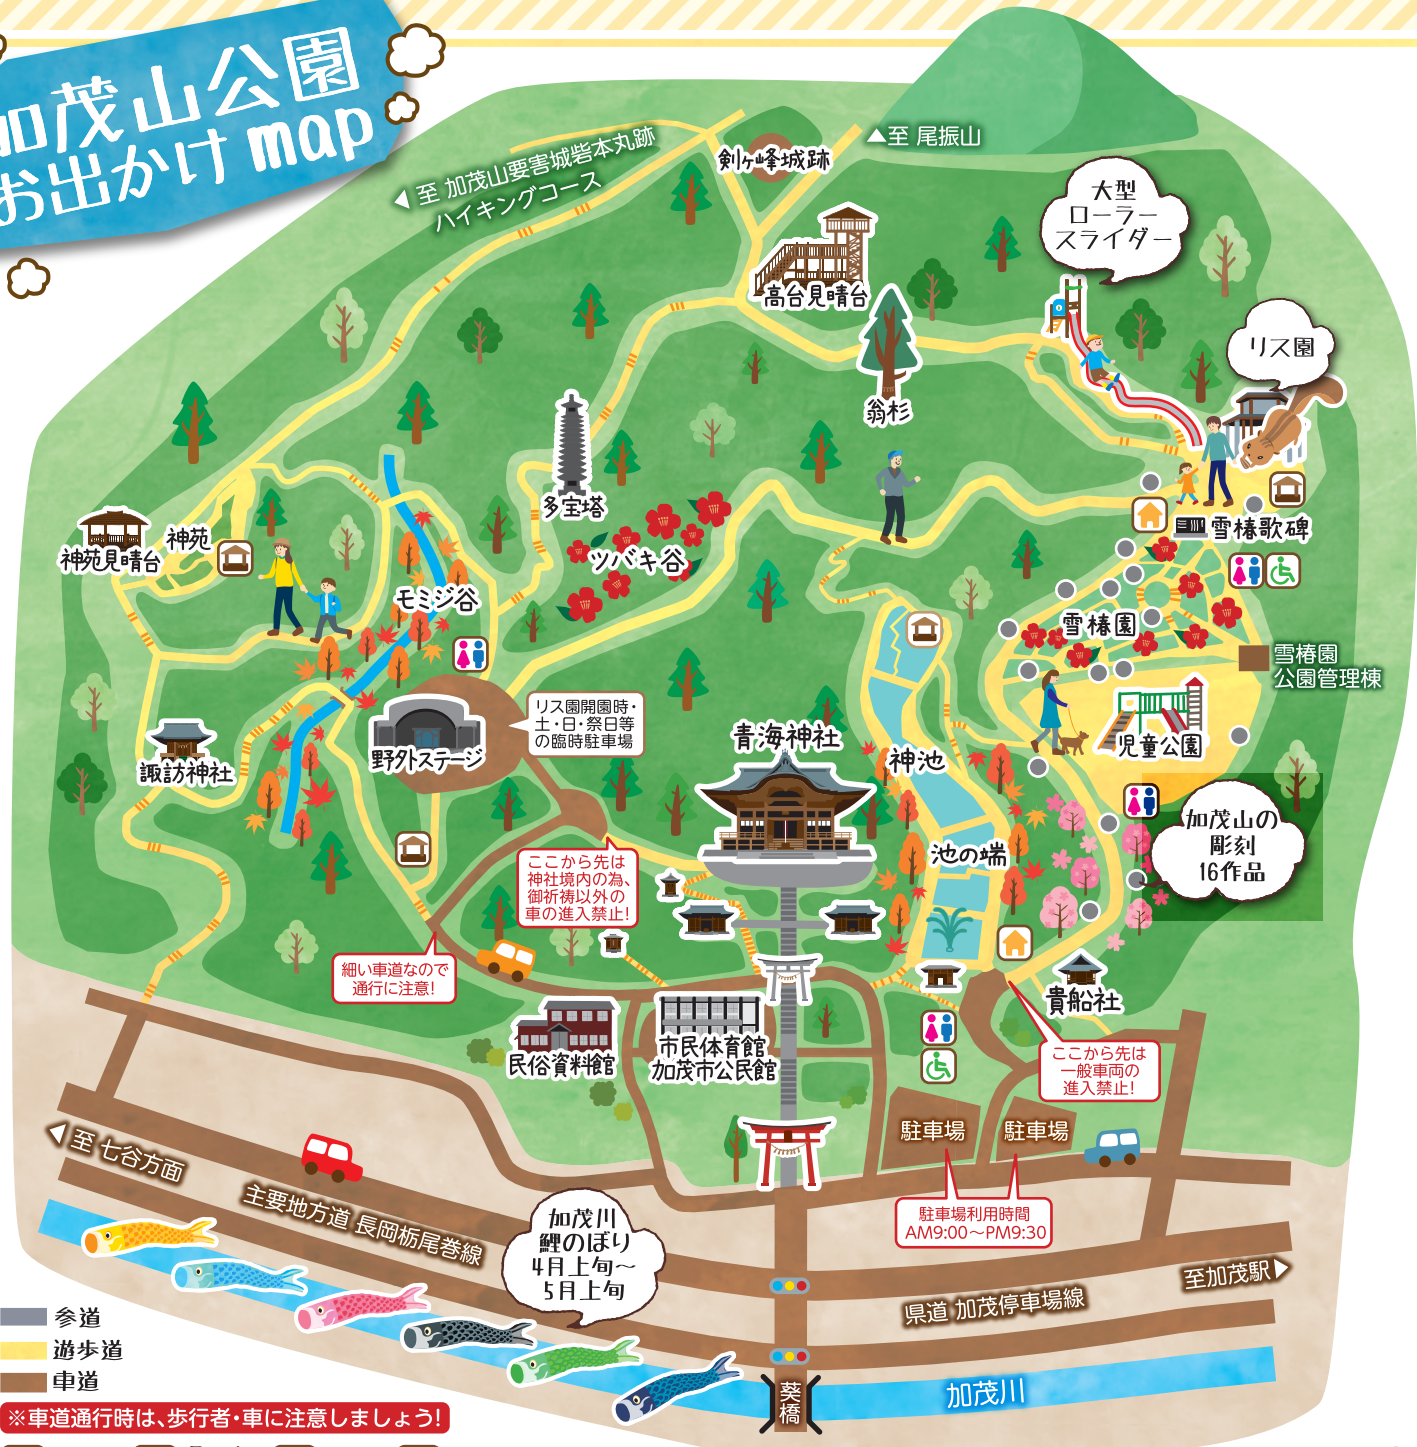 加茂山公園
お出かけmap
◀至 加茂山要害城砦本丸跡
ハイキングコース
剣ヶ峰城跡
▲至 尾振山
大型
ローラー
スライダー
高台見晴台
リス園
翁杉
多宝塔
ツバキ谷
雪椿歌碑
神苑見晴台
神苑
モミジ谷
雪椿園
雪椿園
公園管理棟
リス園開園時・
土・日・祭日等
の臨時駐車場
野外ステージ
諏訪神社
青海神社
神池
児童公園
加茂山の
彫刻
16作品
池の端
ここから先は
神社境内の為、
御祈祷以外の
車の進入禁止!
細い車道なので
通行に注意!
貴船社
民俗資料館
市民体育館
加茂市公民館
ここから先は
一般車両の
進入禁止!
駐車場
駐車場
駐車場利用時間
AM9:00〜PM9:30
◀至 七谷方面
主要地方道 長岡栃尾巻線
加茂川
鯉のぼり
4月上旬〜
5月上旬
至加茂駅▶
県道 加茂停車場線
加茂川
葵橋
参道
遊歩道
車道
※車道通行時は、歩行者・車に注意しましょう!